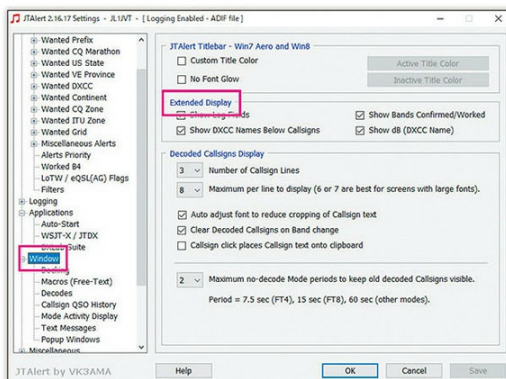 JTAlert 2.16.17 Settings - JL1JVT - [ Logging Enabled - ADIF file ]
Wanted Prefix
Wanted CQ Marathon
Wanted US State
Wanted VE Province
Wanted DXCC
Wanted Continent
Wanted CQ Zone
Wanted ITU Zone
Wanted Grid
Miscellaneous Alerts
Alerts Priority
Worked B4
LoTW / eQSL(AG) Flags
Filters
Logging
Applications
Auto-Start
WSJT-X / JTDX
DXLab Suite
Window
Docking
Macros (Free-Text)
Decodes
Callsign QSO History
Mode Activity Display
Text Messages
Popup Windows
Miscellaneous
JTAlert Titlebar - Win7 Aero and Win8
Custom Title Color
Active Title Color
No Font Glow
Inactive Title Color
Extended Display
Show Log Fields
Show Bands Confirmed/Worked
Show DXCC Names Below Callsigns
Show dB (DXCC Name)
Decoded Callsigns Display
3 Number of Callsign Lines
8 Maximum per line to display (6 or 7 are best for screens with large fonts).
Auto adjust font to reduce cropping of Callsign text
Clear Decoded Callsigns on Band change
Callsign click places Callsign text onto clipboard
2 Maximum no-decode Mode periods to keep old decoded Callsigns visible.
Period = 7.5 sec (FT4), 15 sec (FT8), 60 sec (other modes).
JTAlert by VK3AMA
Help
OK
Cancel
Save